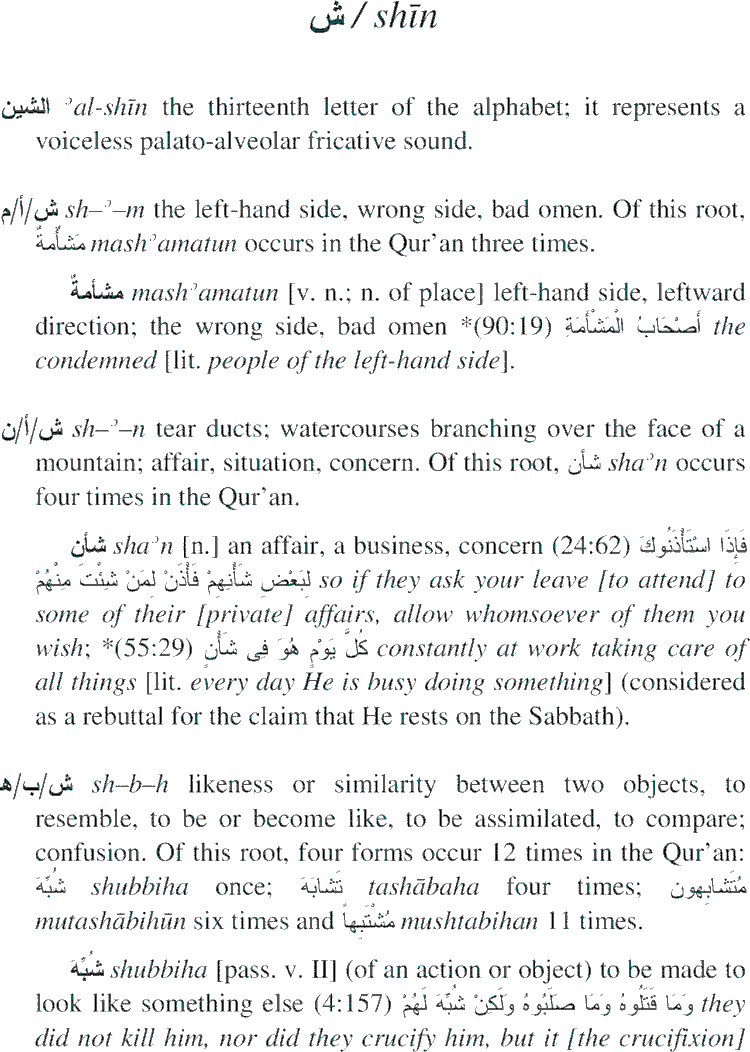 ش / shīn
الشين ʾal-shīn the thirteenth letter of the alphabet; it represents a
voiceless palato-alveolar fricative sound.
ش/أ/م sh–ʾ–m the left-hand side, wrong side, bad omen. Of this root,
مَشأَمةٌ mashʾamatun occurs in the Qur'an three times.
مشأمةٌ mashʾamatun [v. n.; n. of place] left-hand side, leftward
direction; the wrong side, bad omen *(90:19) أَصْحَابُ الْمَشْأَمَةِ the
condemned [lit. people of the left-hand side].
ش/أ/ن sh–ʾ–n tear ducts; watercourses branching over the face of a
mountain; affair, situation, concern. Of this root, شأن shaʾn occurs
four times in the Qur'an.
شأن shaʾn [n.] an affair, a business, concern (24:62) فَإِذَا اسْتَأْذَنُوكَ
لِبَعْضِ شَأْنِهِمْ فَأْذَنْ لِمَنْ شِئْتَ مِنْهُمْ so if they ask your leave [to attend] to
some of their [private] affairs, allow whomsoever of them you
wish; *(55:29) كُلَّ يَوْمٍ هُوَ فِى شَأْنٍ constantly at work taking care of
all things [lit. every day He is busy doing something] (considered
as a rebuttal for the claim that He rests on the Sabbath).
ش/ب/هـ sh–b–h likeness or similarity between two objects, to
resemble, to be or become like, to be assimilated, to compare;
confusion. Of this root, four forms occur 12 times in the Qur'an:
شُبِّهَ shubbiha once; تَشَابَهَ tashābaha four times; مُتَشابِهون
mutashābihūn six times and مُشْتَبِهاً mushtabihan 11 times.
شُبِّهَ shubbiha [pass. v. II] (of an action or object) to be made to
look like something else (4:157) وَمَا قَتَلُوهُ وَمَا صَلَبُوهُ وَلَكِنْ شُبِّهَ لَهُمْ they
did not kill him, nor did they crucify him, but it [the crucifixion]